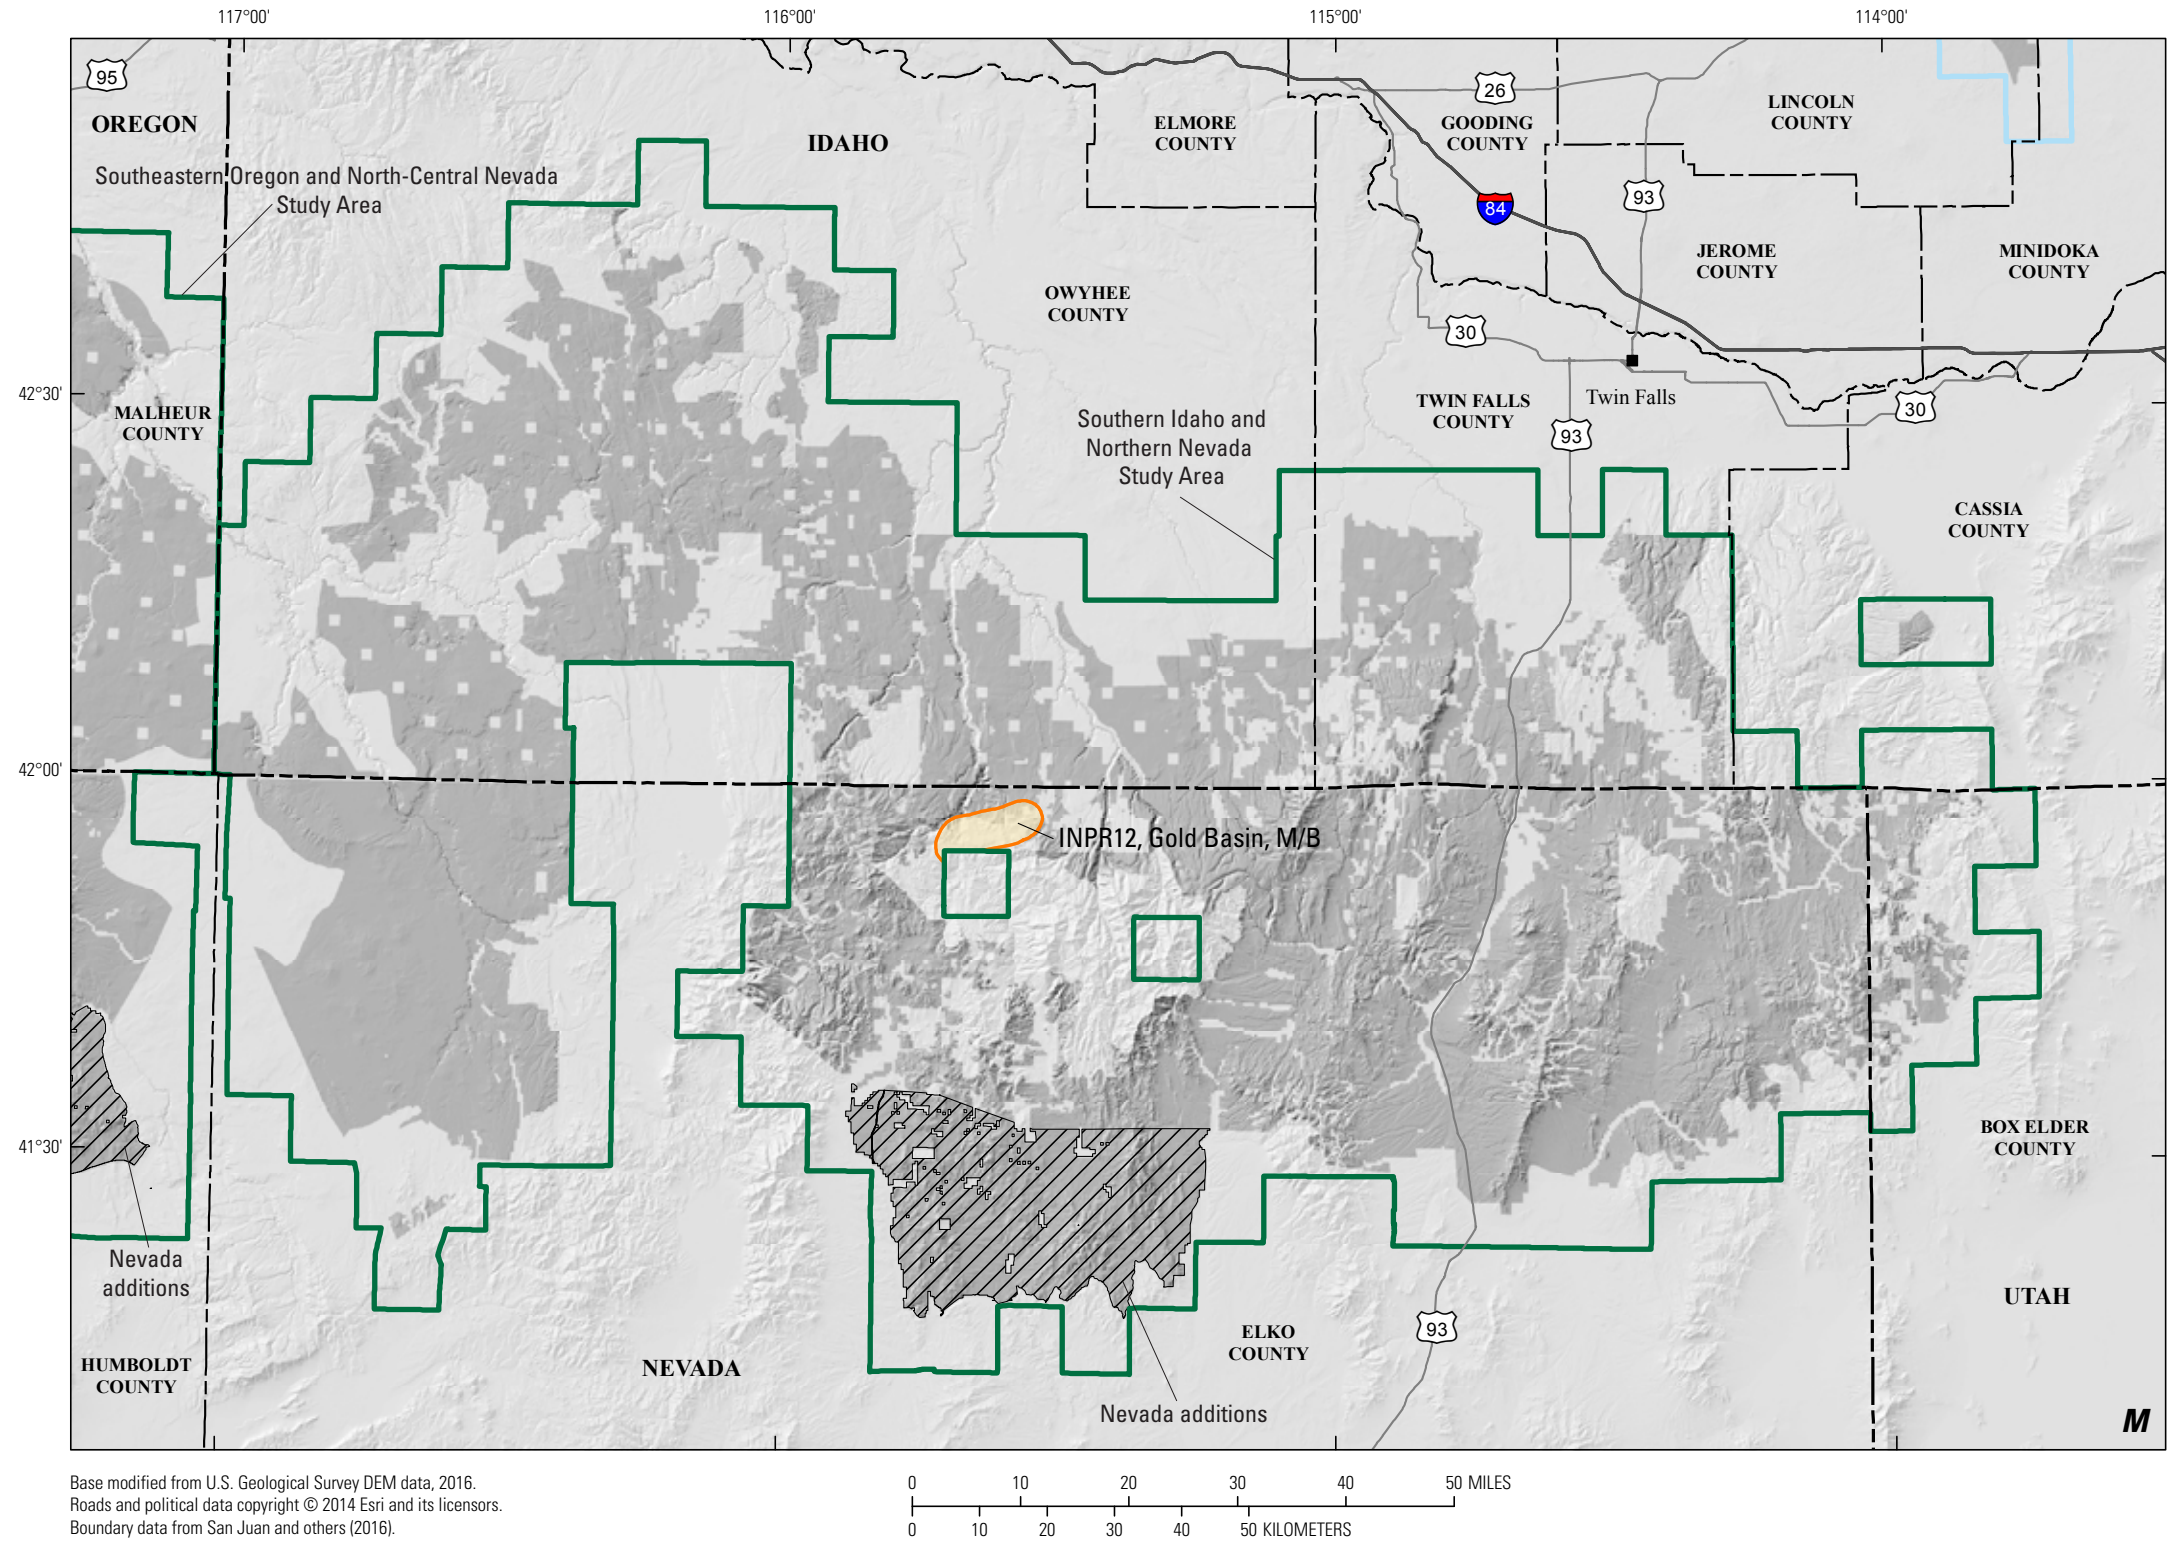 117°00'
116°00'
115°00'
114°00'
95
OREGON
IDAHO
ELMORE
COUNTY
26
GOODING
COUNTY
LINCOLN
COUNTY
Southeastern Oregon and North-Central Nevada
Study Area
84
93
JEROME
COUNTY
MINIDOKA
COUNTY
OWYHEE
COUNTY
30
42°30'
MALHEUR
COUNTY
Southern Idaho and
Northern Nevada
Study Area
TWIN FALLS
COUNTY
Twin Falls
93
30
CASSIA
COUNTY
42°00'
INPR12, Gold Basin, M/B
41°30'
BOX ELDER
COUNTY
Nevada
additions
UTAH
HUMBOLDT
COUNTY
NEVADA
ELKO
COUNTY
93
Nevada additions
M
Base modified from U.S. Geological Survey DEM data, 2016.
Roads and political data copyright © 2014 Esri and its licensors.
Boundary data from San Juan and others (2016).
0 10 20 30 40 50 MILES
0 10 20 30 40 50 KILOMETERS